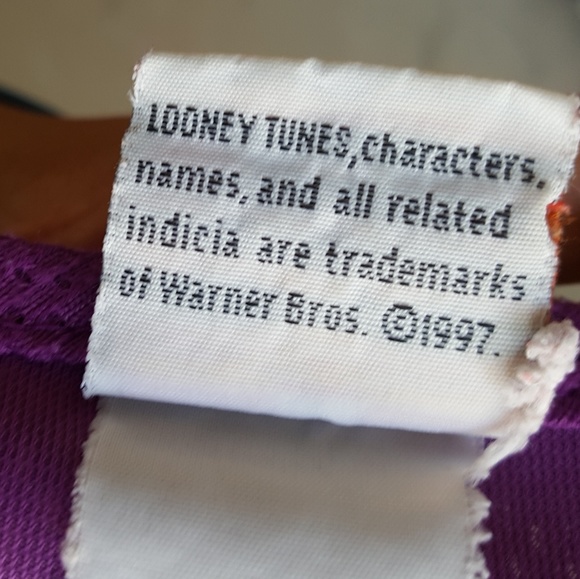 LOONEY TUNES, characters,
names, and all related
indicia are trademarks
of Warner Bros. ©1997.